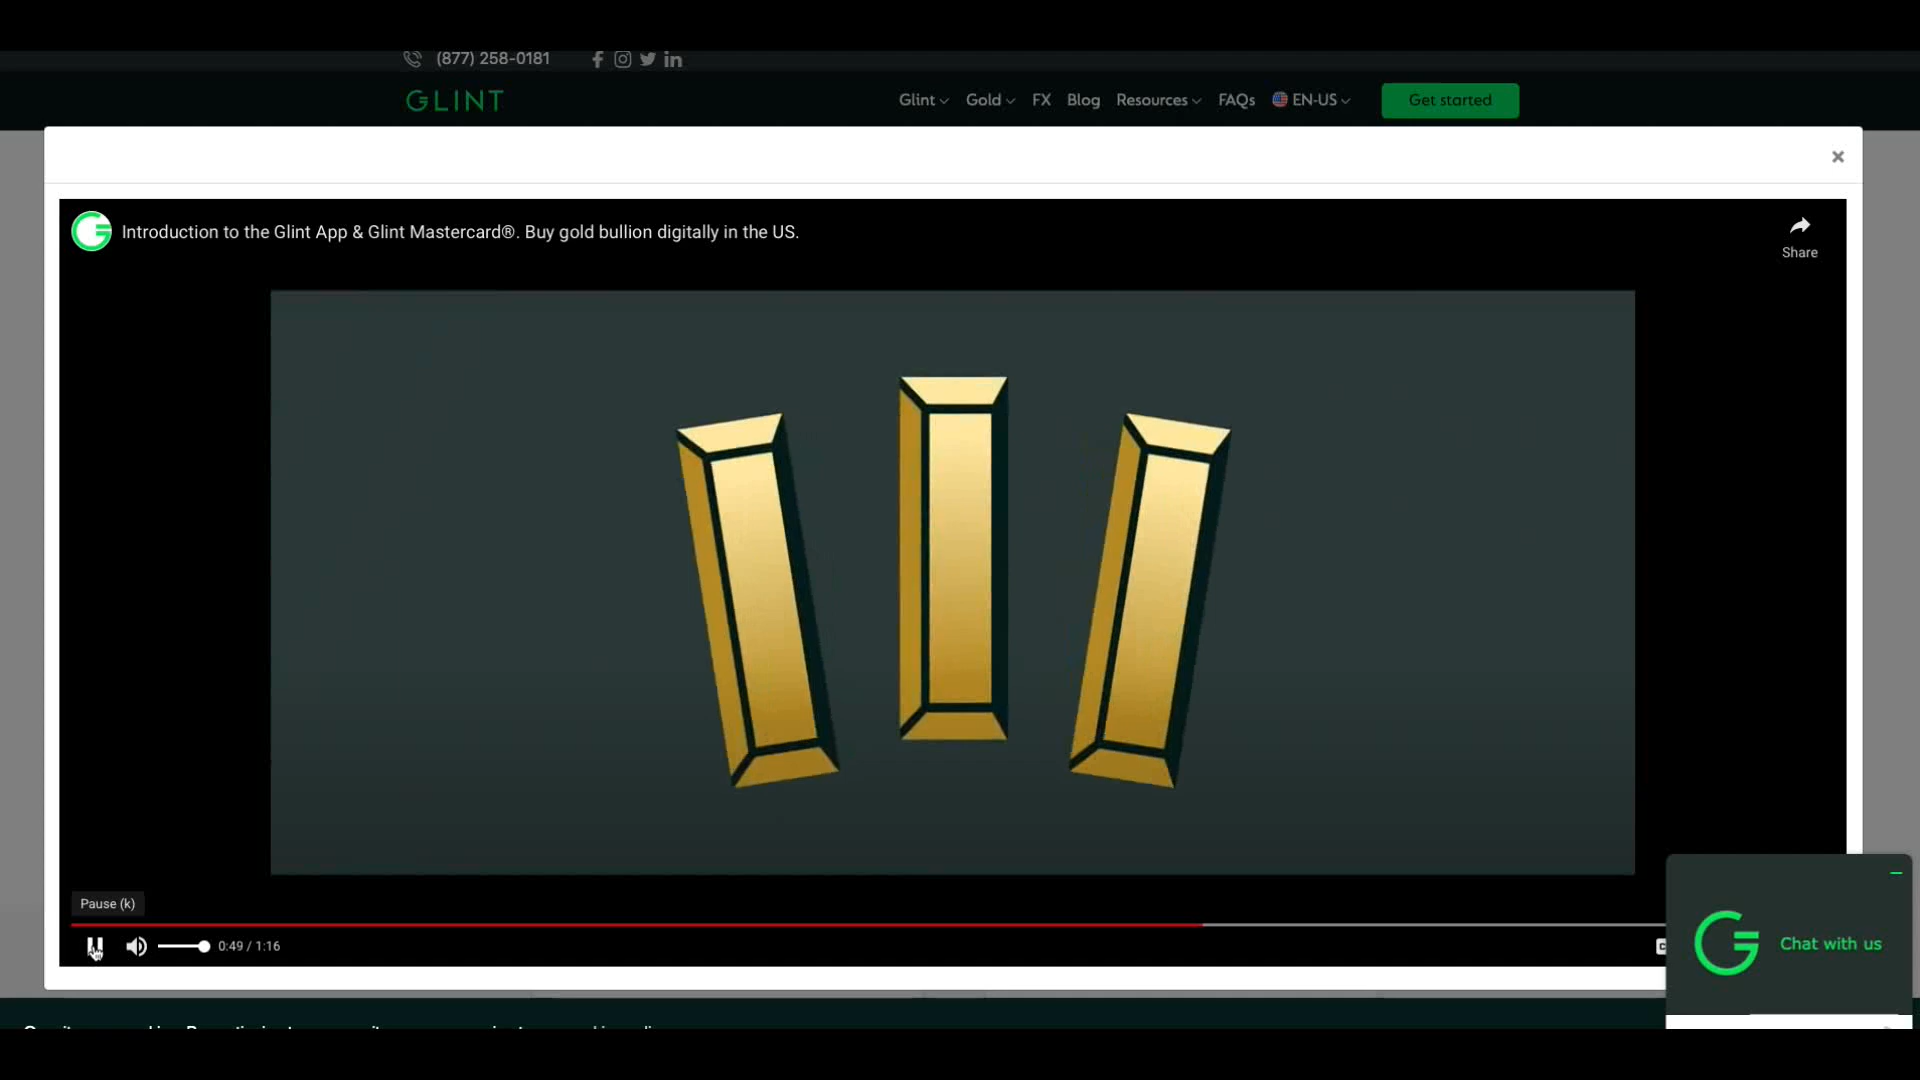 (877) 258-0181
GLINT
Glint Gold FX Blog Resources FAQs EN-US Get started
Introduction to the Glint App & Glint Mastercard®. Buy gold bullion digitally in the US.
Share
Pause (k)
0:49 / 1:16
Chat with us